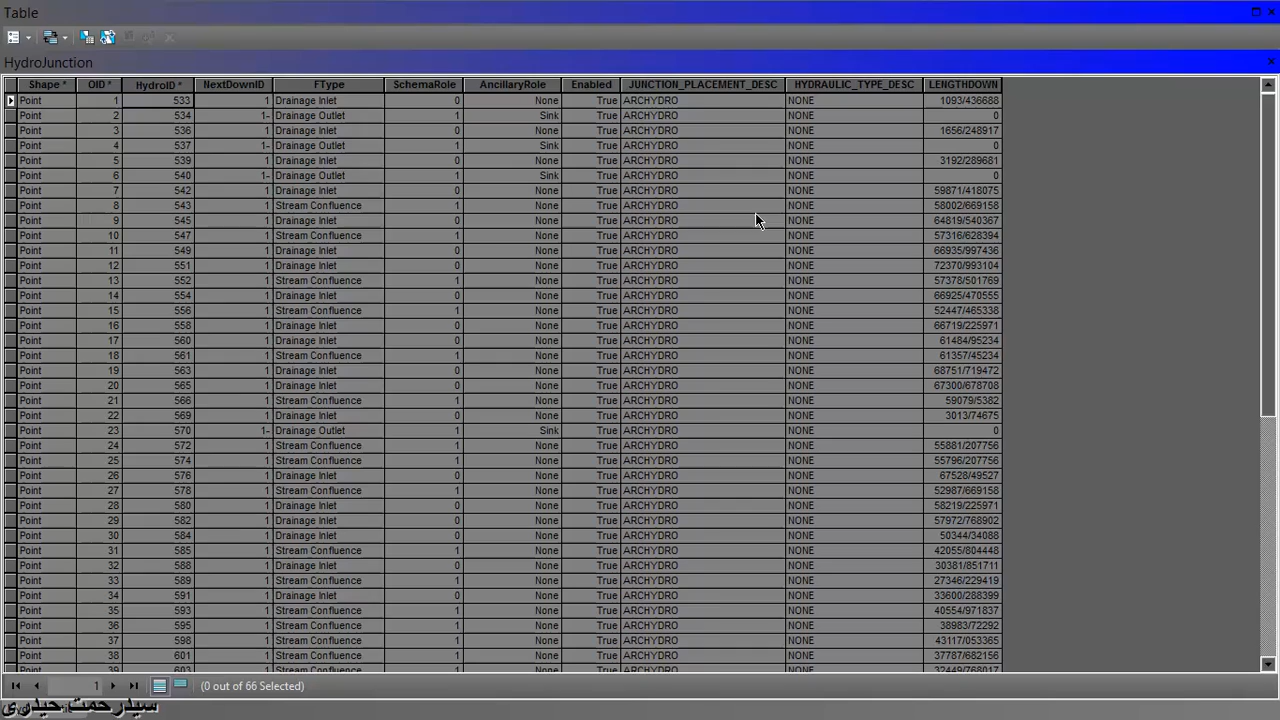 Table
HydroJunction
Shape * OID * HydroID * NextDownID FType SchemaRole AncillaryRole Enabled JUNCTION_PLACEMENT_DESC HYDRAULIC_TYPE_DESC LENGTHDOWN
Point 1 533 1 Drainage Inlet 0 None True ARCHYDRO NONE 1093/436688
Point 2 534 1- Drainage Outlet 1 Sink True ARCHYDRO NONE 0
Point 3 536 1 Drainage Inlet 0 None True ARCHYDRO NONE 1656/248917
Point 4 537 1- Drainage Outlet 1 Sink True ARCHYDRO NONE 0
Point 5 539 1 Drainage Inlet 0 None True ARCHYDRO NONE 3192/289681
Point 6 540 1- Drainage Outlet 1 Sink True ARCHYDRO NONE 0
Point 7 542 1 Drainage Inlet 0 None True ARCHYDRO NONE 59871/418075
Point 8 543 1 Stream Confluence 1 None True ARCHYDRO NONE 58002/669158
Point 9 545 1 Drainage Inlet 0 None True ARCHYDRO NONE 64819/540367
Point 10 547 1 Stream Confluence 1 None True ARCHYDRO NONE 57316/628394
Point 11 549 1 Drainage Inlet 0 None True ARCHYDRO NONE 66935/997436
Point 12 551 1 Drainage Inlet 0 None True ARCHYDRO NONE 72370/993104
Point 13 552 1 Stream Confluence 1 None True ARCHYDRO NONE 57378/501769
Point 14 554 1 Drainage Inlet 0 None True ARCHYDRO NONE 66925/470555
Point 15 556 1 Stream Confluence 1 None True ARCHYDRO NONE 52447/465338
Point 16 558 1 Drainage Inlet 0 None True ARCHYDRO NONE 66719/225971
Point 17 560 1 Drainage Inlet 0 None True ARCHYDRO NONE 61484/95234
Point 18 561 1 Stream Confluence 1 None True ARCHYDRO NONE 61357/45234
Point 19 563 1 Drainage Inlet 0 None True ARCHYDRO NONE 68751/719472
Point 20 565 1 Drainage Inlet 0 None True ARCHYDRO NONE 67300/678708
Point 21 566 1 Stream Confluence 1 None True ARCHYDRO NONE 59079/5382
Point 22 569 1 Drainage Inlet 0 None True ARCHYDRO NONE 3013/74675
Point 23 570 1- Drainage Outlet 1 Sink True ARCHYDRO NONE 0
Point 24 572 1 Stream Confluence 1 None True ARCHYDRO NONE 55881/207756
Point 25 574 1 Stream Confluence 1 None True ARCHYDRO NONE 55796/207756
Point 26 576 1 Drainage Inlet 0 None True ARCHYDRO NONE 67528/49527
Point 27 578 1 Stream Confluence 1 None True ARCHYDRO NONE 52987/669158
Point 28 580 1 Drainage Inlet 0 None True ARCHYDRO NONE 58219/225971
Point 29 582 1 Drainage Inlet 0 None True ARCHYDRO NONE 57972/768902
Point 30 584 1 Drainage Inlet 0 None True ARCHYDRO NONE 50344/34088
Point 31 585 1 Stream Confluence 1 None True ARCHYDRO NONE 42055/804448
Point 32 588 1 Drainage Inlet 0 None True ARCHYDRO NONE 30381/851711
Point 33 589 1 Stream Confluence 1 None True ARCHYDRO NONE 27346/229419
Point 34 591 1 Drainage Inlet 0 None True ARCHYDRO NONE 33600/288399
Point 35 593 1 Stream Confluence 1 None True ARCHYDRO NONE 40554/971837
Point 36 595 1 Stream Confluence 1 None True ARCHYDRO NONE 38983/72292
Point 37 598 1 Stream Confluence 1 None True ARCHYDRO NONE 43117/053365
Point 38 601 1 Stream Confluence 1 None True ARCHYDRO NONE 37787/682156
Point 39 603 1 Stream Confluence 1 None True ARCHYDRO NONE 32449/768017
1 (0 out of 66 Selected)
سیدرحمت حیدری